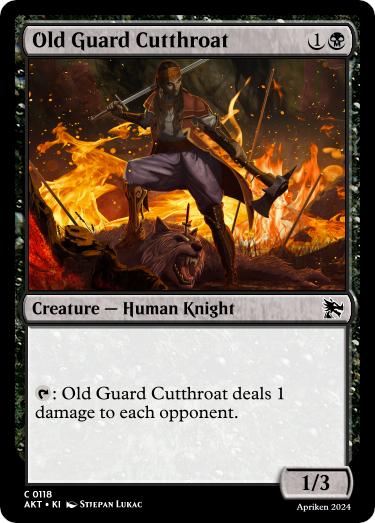 Old Guard Cutthroat 1
Creature — Human Knight
: Old Guard Cutthroat deals 1
damage to each opponent.
1/3
C 0118
AKT • KI Stjepan Lukac
Apriken 2024